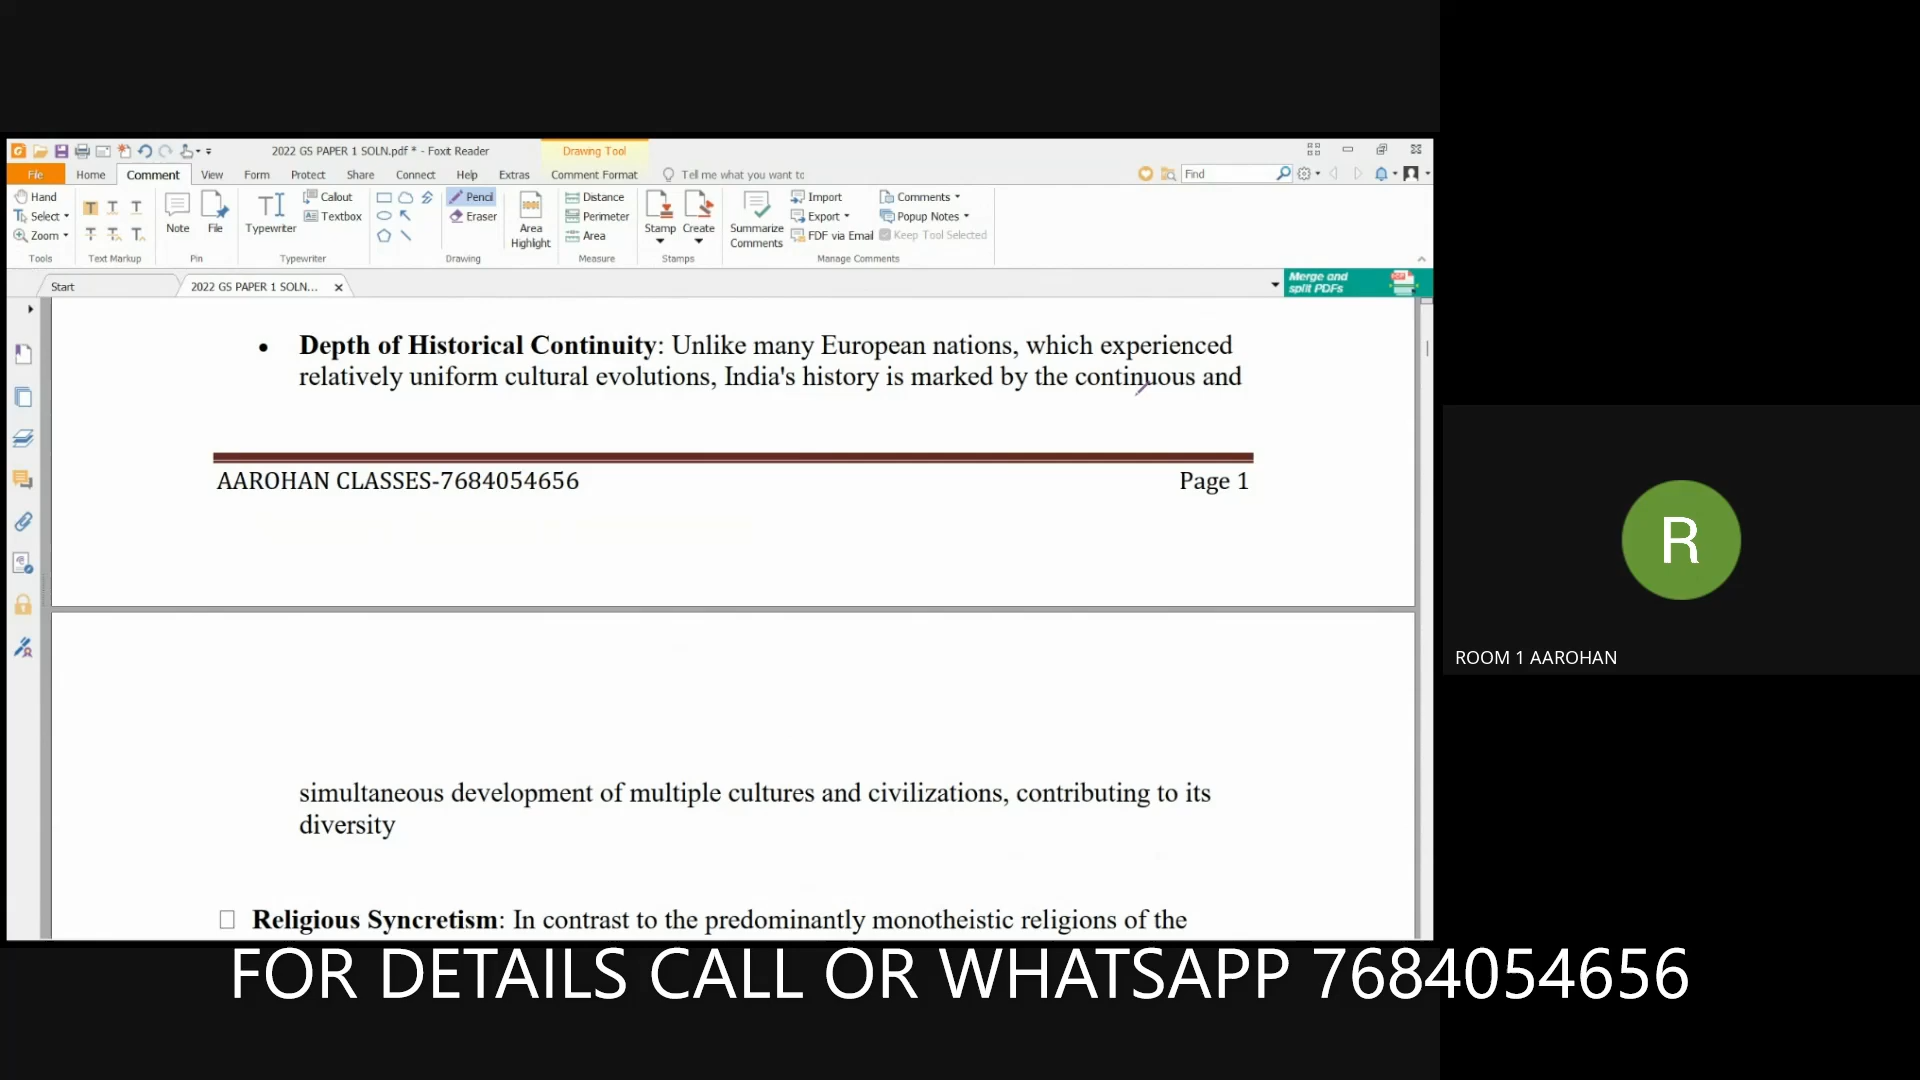 2022 GS PAPER 1 SOLN.pdf * - Foxit Reader
Drawing Tool
File Home Comment View Form Protect Share Connect Help Extras Comment Format Tell me what you want to Find
Hand
Select
Zoom
Tools
Text Markup
Note
File
Pin
Typewriter
Callout
Textbox
Typewriter
Pencil
Eraser
Drawing
Area
Highlight
Distance
Perimeter
Area
Measure
Stamp
Create
Stamps
Summarize
Comments
Import
Export
FDF via Email
Comments
Popup Notes
Keep Tool Selected
Manage Comments
Start
2022 GS PAPER 1 SOLN...
Merge and
split PDFs
• Depth of Historical Continuity: Unlike many European nations, which experienced
relatively uniform cultural evolutions, India's history is marked by the continuous and
AAROHAN CLASSES-7684054656 Page 1
simultaneous development of multiple cultures and civilizations, contributing to its
diversity
Religious Syncretism: In contrast to the predominantly monotheistic religions of the
R
ROOM 1 AAROHAN
FOR DETAILS CALL OR WHATSAPP 7684054656